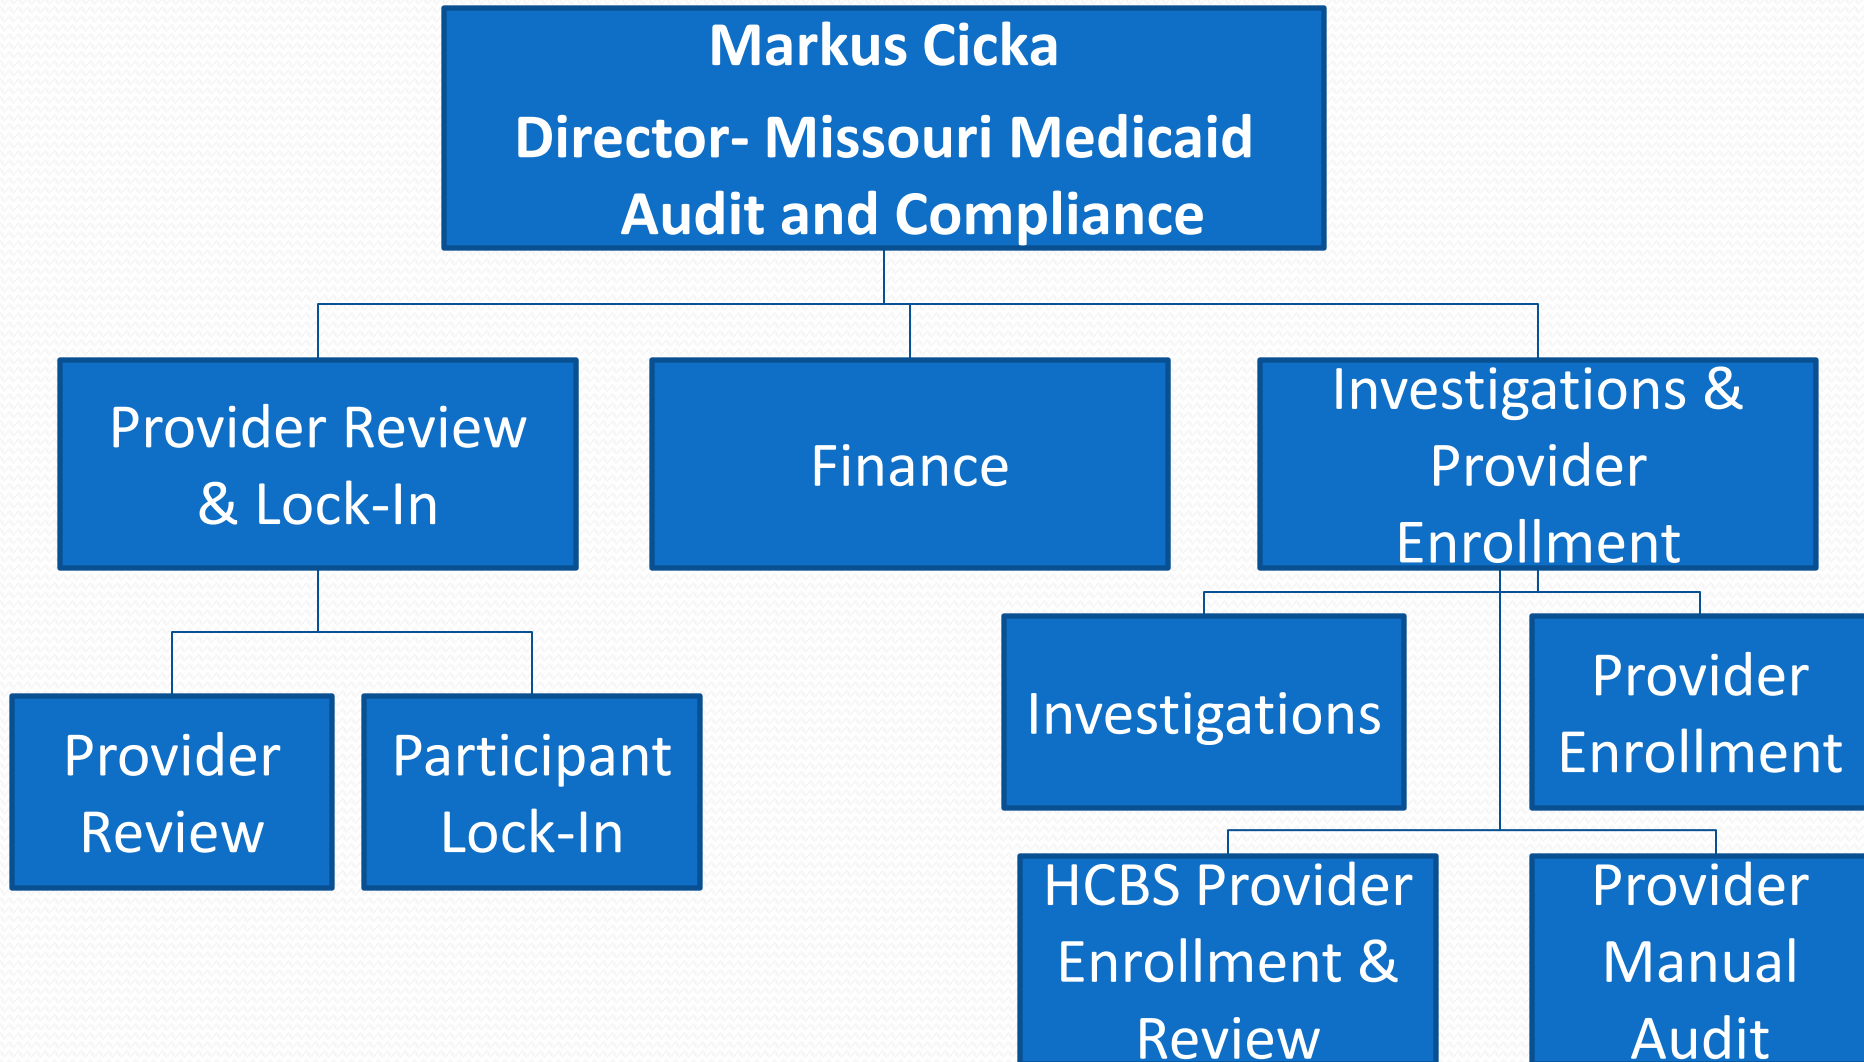 Markus Cicka
Director- Missouri Medicaid
Audit and Compliance
Provider Review
& Lock-In
Finance
Investigations &
Provider
Enrollment
Provider
Review
Participant
Lock-In
Investigations
Provider
Enrollment
HCBS Provider
Enrollment &
Review
Provider
Manual
Audit